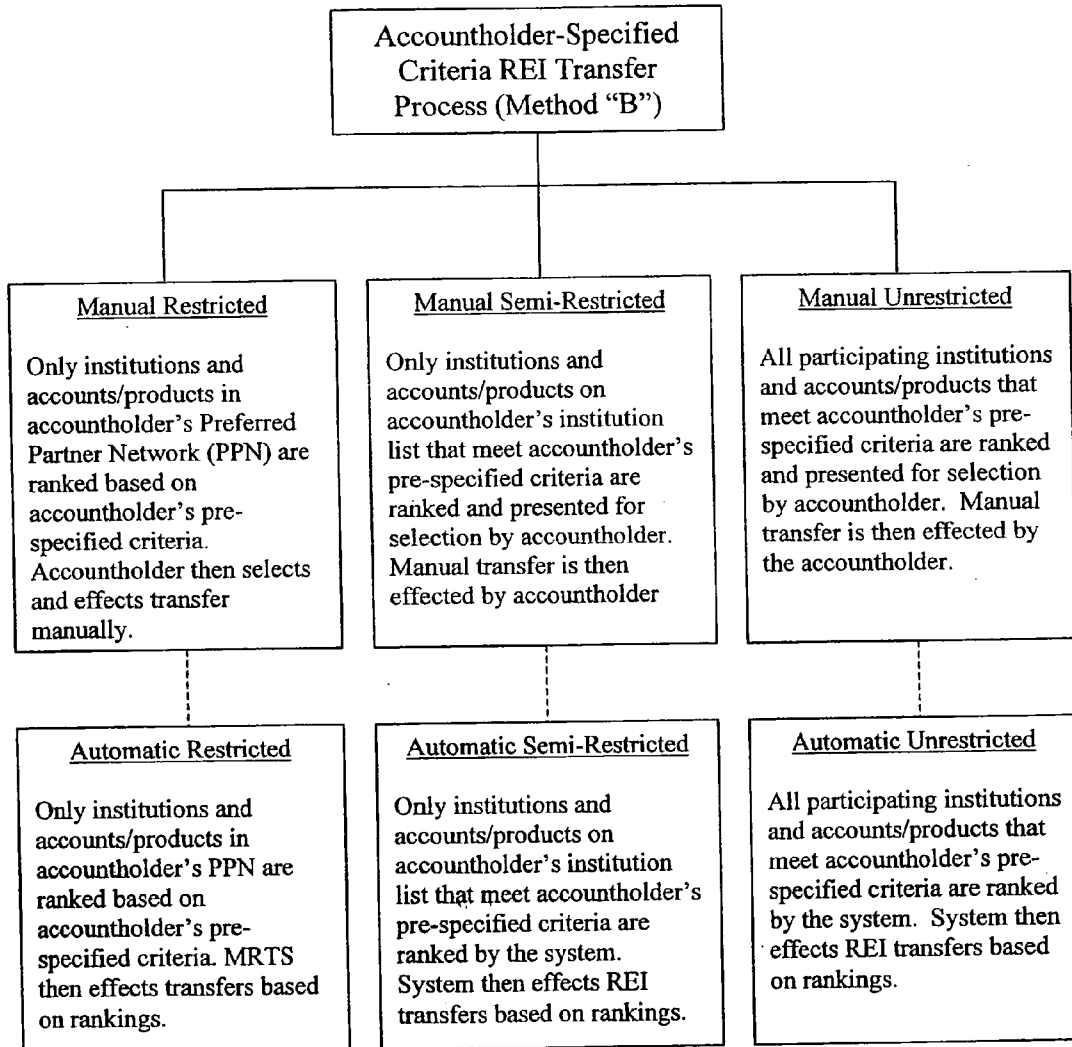 Accountholder-Specified
Criteria REI Transfer
Process (Method “B”)
Manual Restricted
Only institutions and
accounts/products in
accountholder’s Preferred
Partner Network (PPN) are
ranked based on
accountholder’s pre-
specified criteria.
Accountholder then selects
and effects transfer
manually.
Manual Semi-Restricted
Only institutions and
accounts/products on
accountholder’s institution
list that meet accountholder’s
pre-specified criteria are
ranked and presented for
selection by accountholder.
Manual transfer is then
effected by accountholder
Manual Unrestricted
All participating institutions
and accounts/products that
meet accountholder’s pre-
specified criteria are ranked
and presented for selection
by accountholder.  Manual
transfer is then effected by
the accountholder.
Automatic Restricted
Only institutions and
accounts/products in
accountholder’s PPN are
ranked based on
accountholder’s pre-
specified criteria. MRTS
then effects transfers based
on rankings.
Automatic Semi-Restricted
Only institutions and
accounts/products on
accountholder’s institution
list that meet accountholder’s
pre-specified criteria are
ranked by the system.
System then effects REI
transfers based on rankings.
Automatic Unrestricted
All participating institutions
and accounts/products that
meet accountholder’s pre-
specified criteria are ranked
by the system.  System then
effects REI transfers based
on rankings.